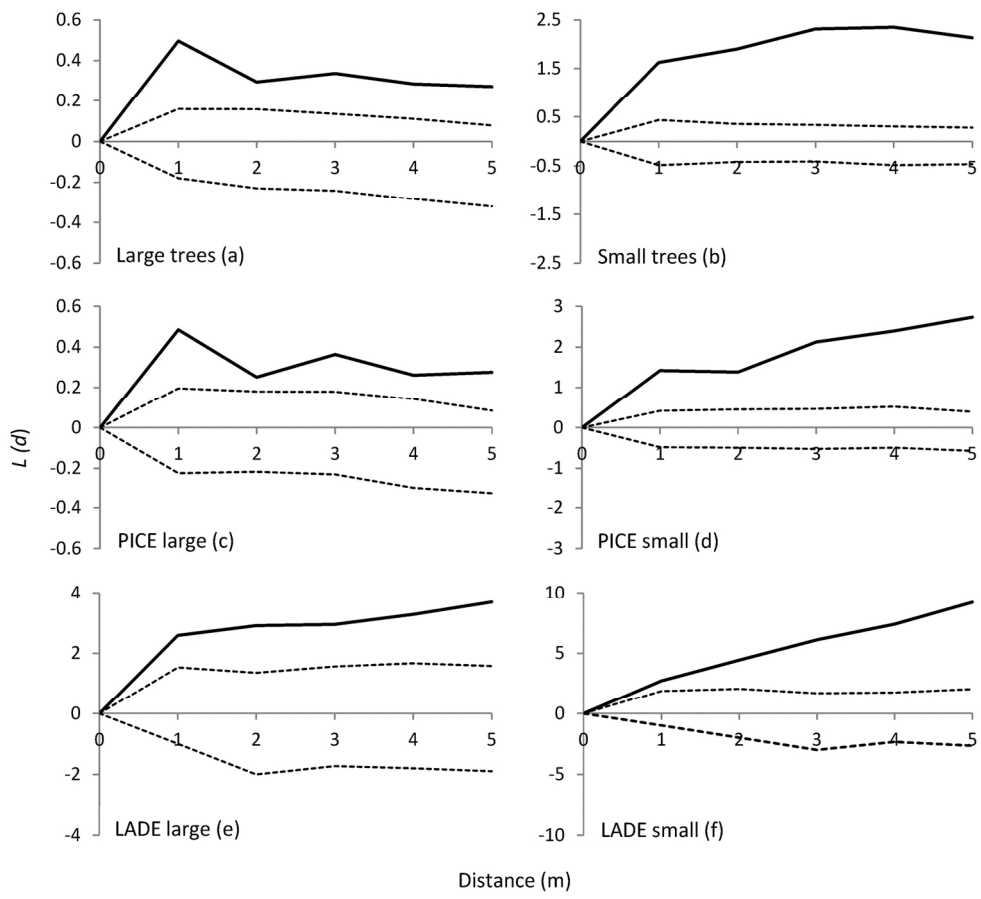 0.6
0.4
0.2
0
-0.2
-0.4
-0.6
0 1 2 3 4 5
Large trees (a)
2.5
1.5
0.5
-0.5
-1.5
-2.5
0 1 2 3 4 5
Small trees (b)
0.6
0.4
0.2
0
-0.2
-0.4
-0.6
0 1 2 3 4 5
PICE large (c)
3
2
1
0
-1
-2
-3
0 1 2 3 4 5
PICE small (d)
L (d)
4
2
0
-2
-4
0 1 2 3 4 5
LADE large (e)
10
5
0
-5
-10
0 1 2 3 4 5
LADE small (f)
Distance (m)